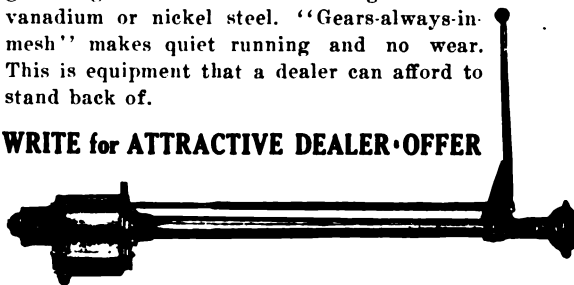 vanadium or nickel steel. "Gears-always-in-
mesh" makes quiet running and no wear.
This is equipment that a dealer can afford to
stand back of.
WRITE for ATTRACTIVE DEALER·OFFER